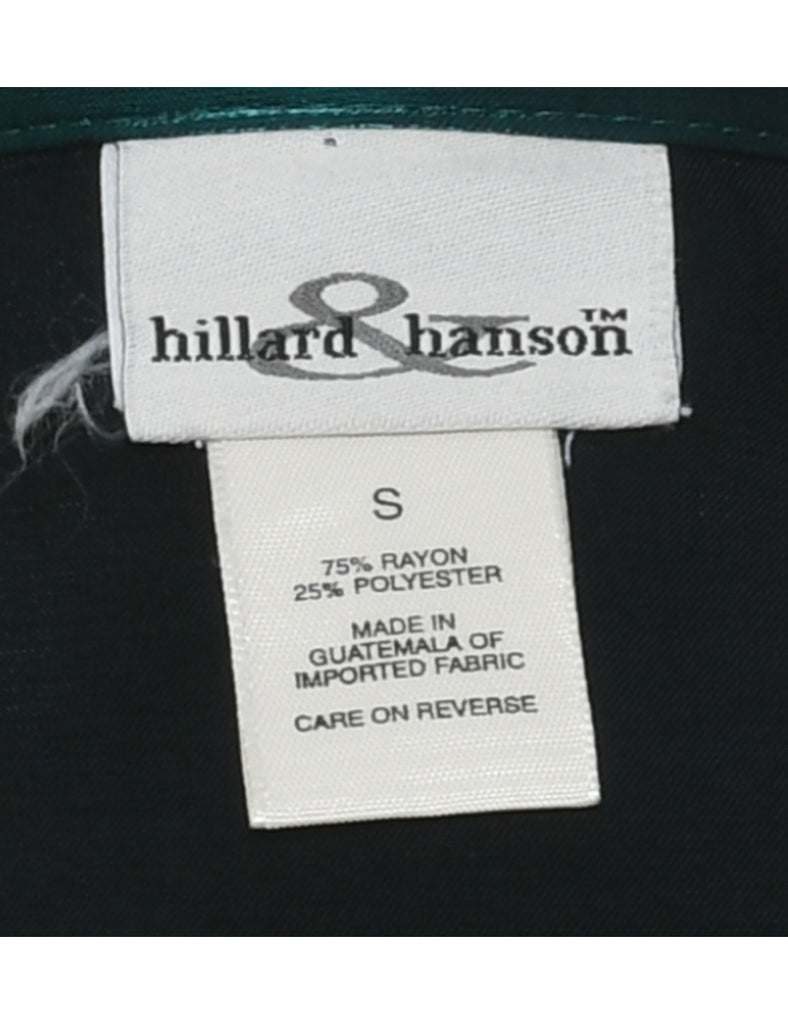 hillard & hanson™
S
75% RAYON
25% POLYESTER
MADE IN
GUATEMALA OF
IMPORTED FABRIC
CARE ON REVERSE